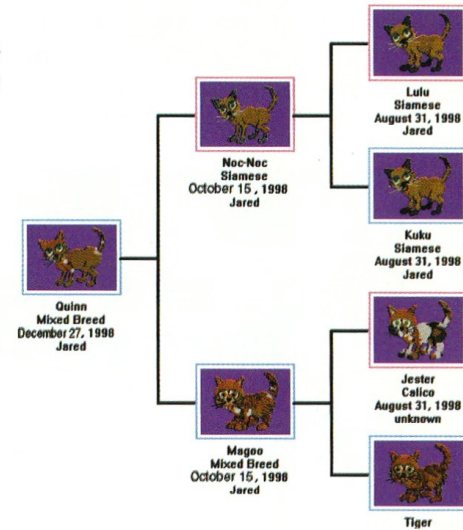 Lulu
Siamese
August 31, 1998
Jared
Noc-Noc
Siamese
October 15, 1998
Jared
Kuku
Siamese
August 31, 1998
Jared
Quinn
Mixed Breed
December 27, 1998
Jared
Jester
Calico
August 31, 1998
unknown
Magoo
Mixed Breed
October 15, 1998
Jared
Tiger